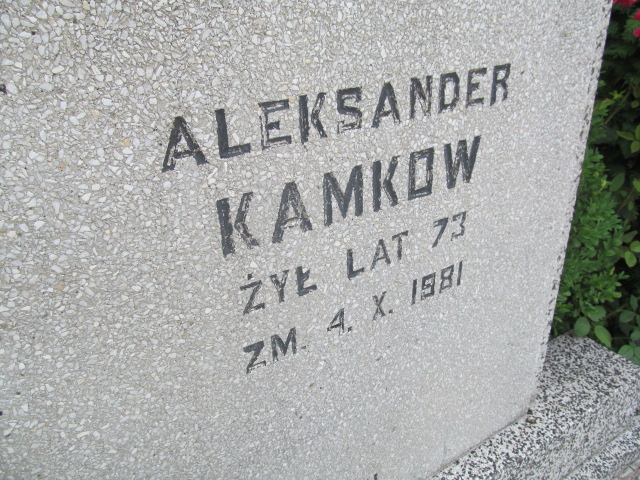 ALEKSANDER
KAMKOW
ŻYŁ LAT 73
ZM. 4. X. 1981